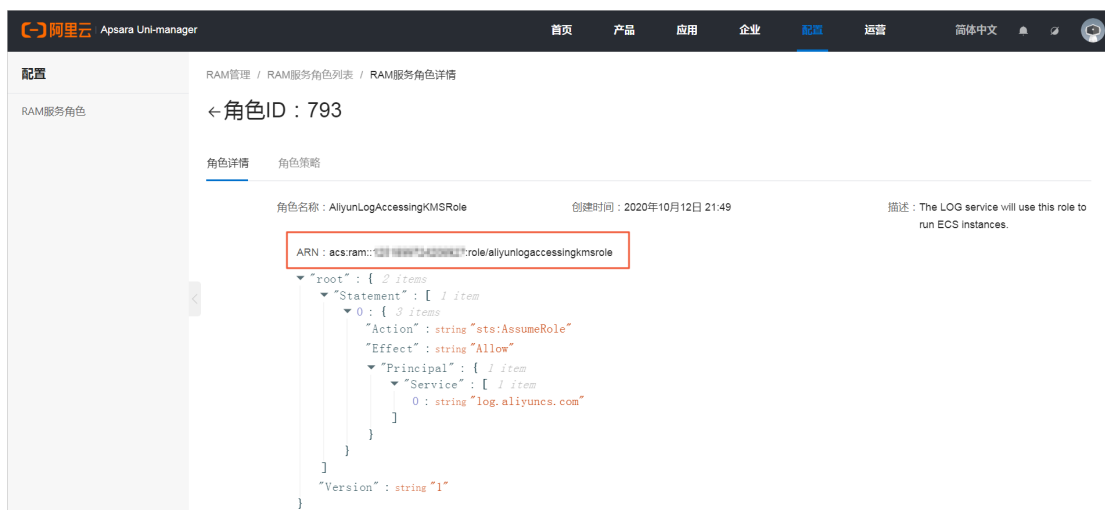 (-)阿里云 Apsara Uni-manager 首页 产品 应用 企业 配置 运营 简体中文
配置
RAM管理 / RAM服务角色列表 / RAM服务角色详情
RAM服务角色
←角色ID：793
角色详情 角色策略
角色名称：AliyunLogAccessingKMSRole 创建时间：2020年10月12日 21:49 描述：The LOG service will use this role to
run ECS instances.
ARN：acs:ram:: :role/aliyunlogaccessingkmsrole
"root" : { 2 items
"Statement" : [ 1 item
0 : { 3 items
"Action" : string "sts:AssumeRole"
"Effect" : string "Allow"
"Principal" : { 1 item
"Service" : [ 1 item
0 : string "log.aliyuncs.com"
]
}
}
]
"Version" : string "1"
}